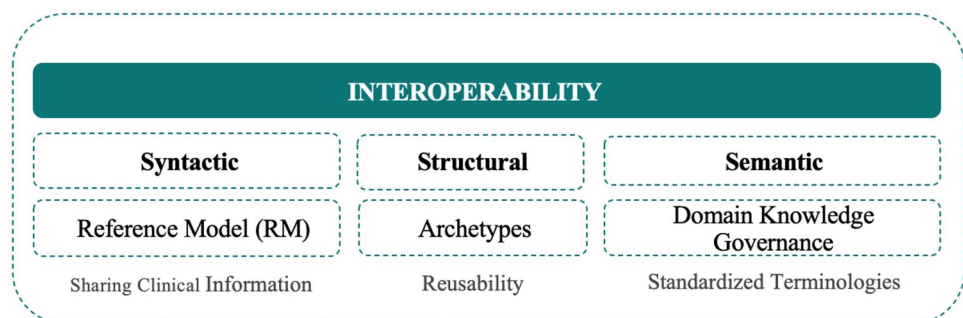 INTEROPERABILITY
Syntactic
Structural
Semantic
Reference Model (RM)
Archetypes
Domain Knowledge
Governance
Sharing Clinical Information
Reusability
Standardized Terminologies